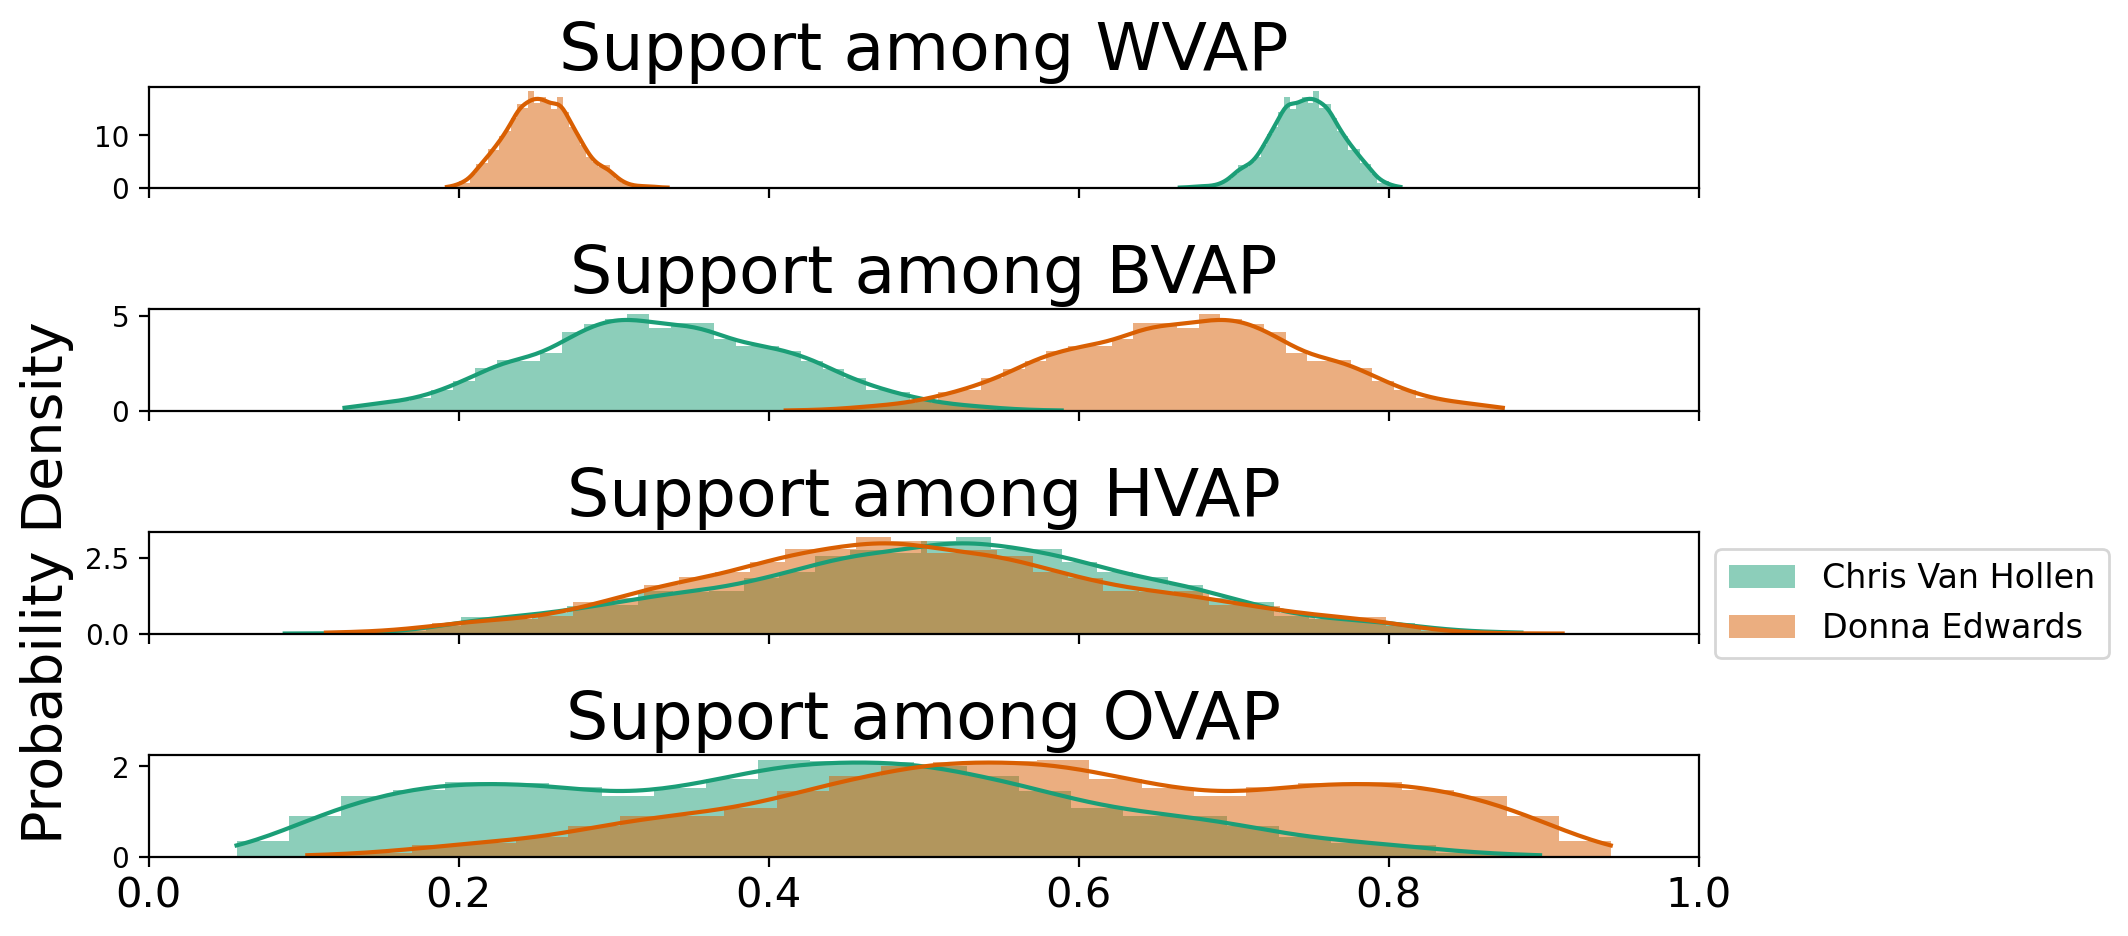 Support among WVAP
10
0
Support among BVAP
5
0
Support among HVAP
2.5
0.0
Support among OVAP
2
0
0.0 0.2 0.4 0.6 0.8 1.0
Probability Density
Chris Van Hollen
Donna Edwards